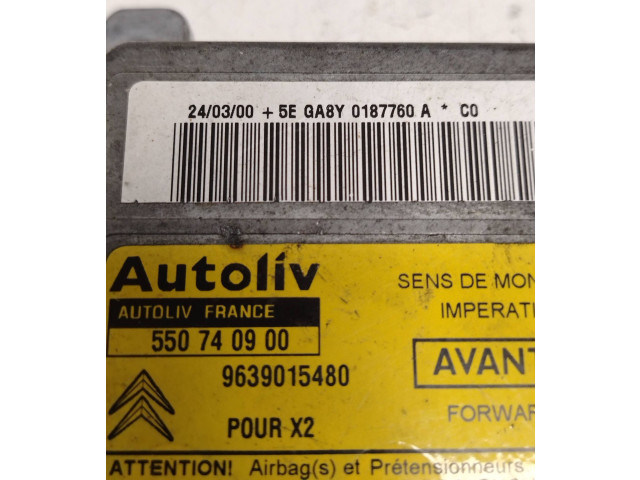 24/03/00 + 5E GA8Y 0187760 A * C0
Autoliv
AUTOLIV FRANCE
550 74 09 00
9639015480
POUR X2
SENS DE MON
IMPERATI
AVANT
FORWAR
ATTENTION! Airbag(s) et Prétensionneurs